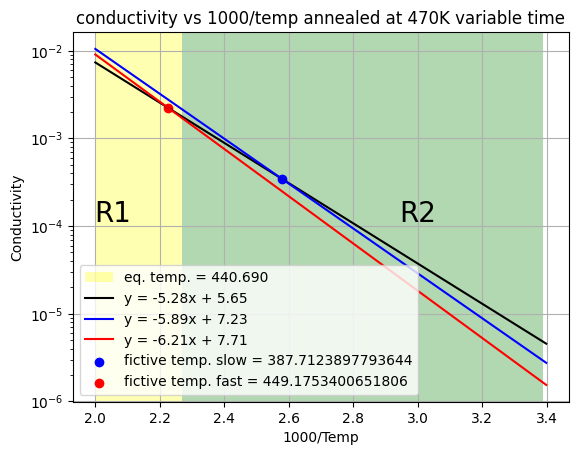 conductivity vs 1000/temp annealed at 470K variable time
10⁻²
10⁻³
10⁻⁴
10⁻⁵
10⁻⁶
Conductivity
R1
R2
eq. temp. = 440.690
y = -5.28x + 5.65
y = -5.89x + 7.23
y = -6.21x + 7.71
fictive temp. slow = 387.7123897793644
fictive temp. fast = 449.1753400651806
2.0 2.2 2.4 2.6 2.8 3.0 3.2 3.4
1000/Temp